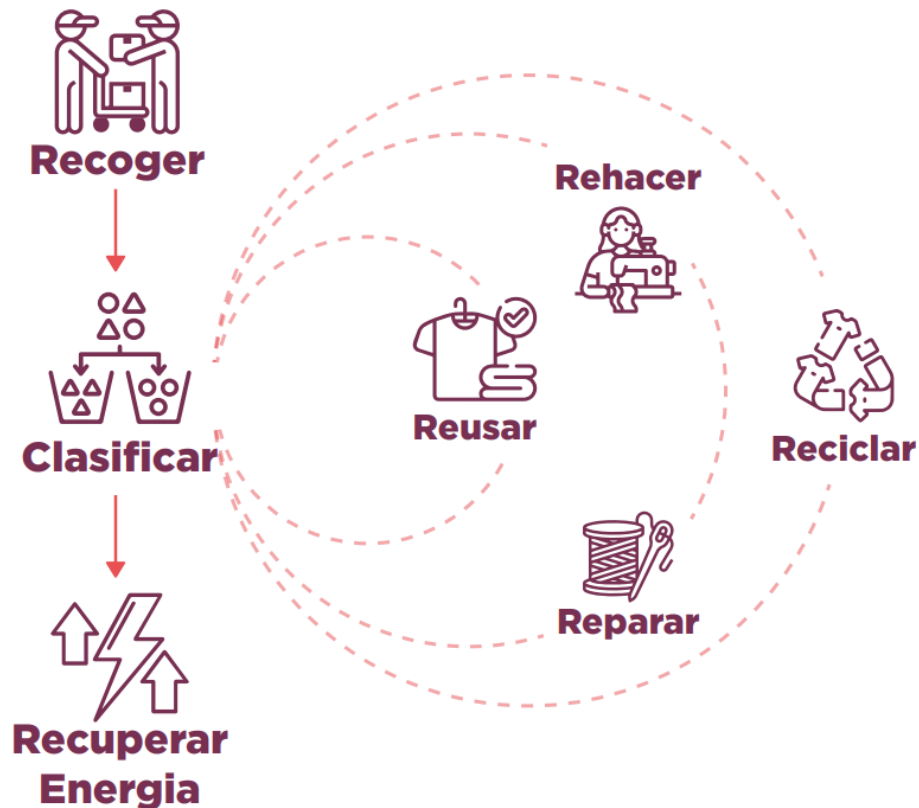 Recoger
Rehacer
Reusar
Clasificar
Reciclar
Reparar
Recuperar
Energia